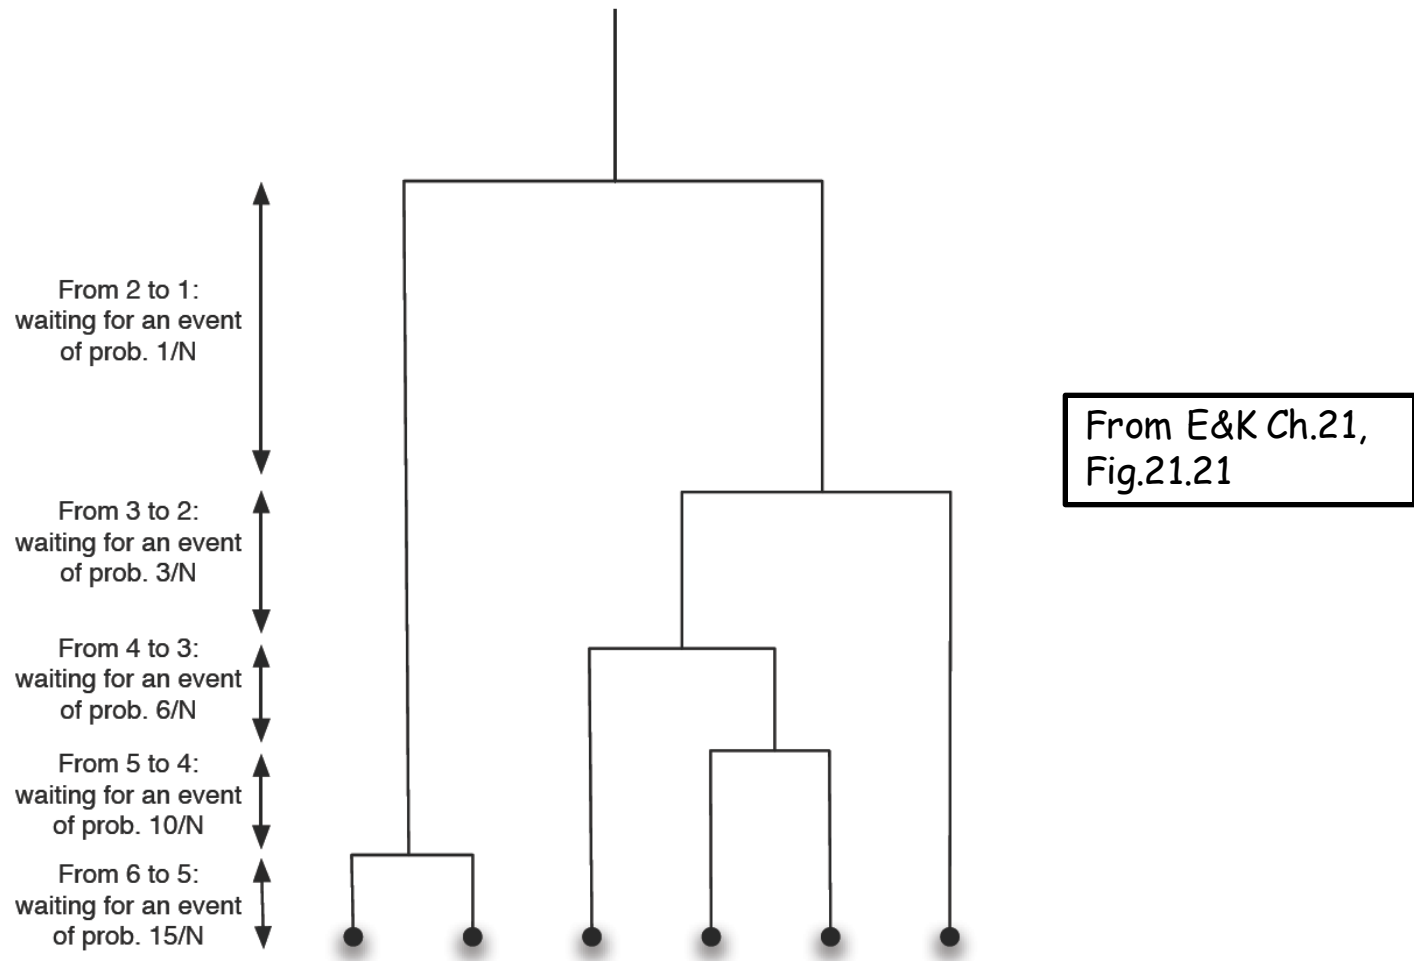 From 2 to 1:
waiting for an event
of prob. 1/N
From E&K Ch.21,
Fig.21.21
From 3 to 2:
waiting for an event
of prob. 3/N
From 4 to 3:
waiting for an event
of prob. 6/N
From 5 to 4:
waiting for an event
of prob. 10/N
From 6 to 5:
waiting for an event
of prob. 15/N